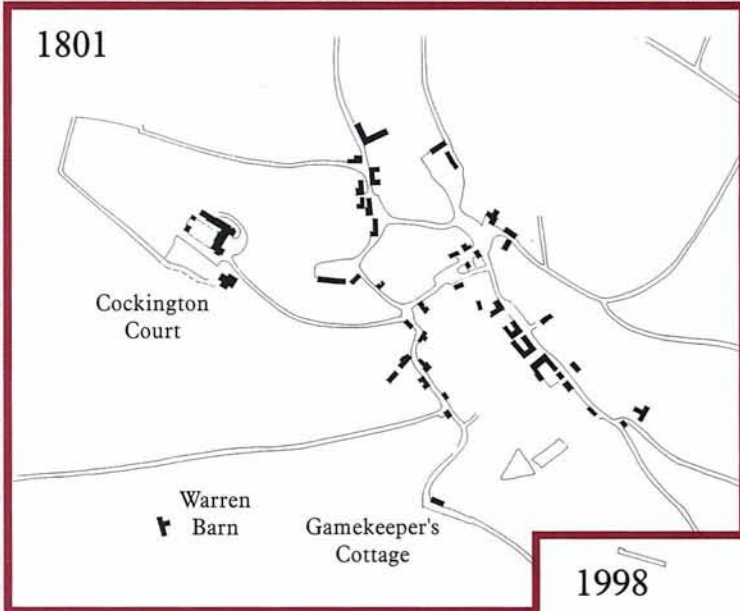 1801
Cockington
Court
Warren
Barn
Gamekeeper's
Cottage
1998